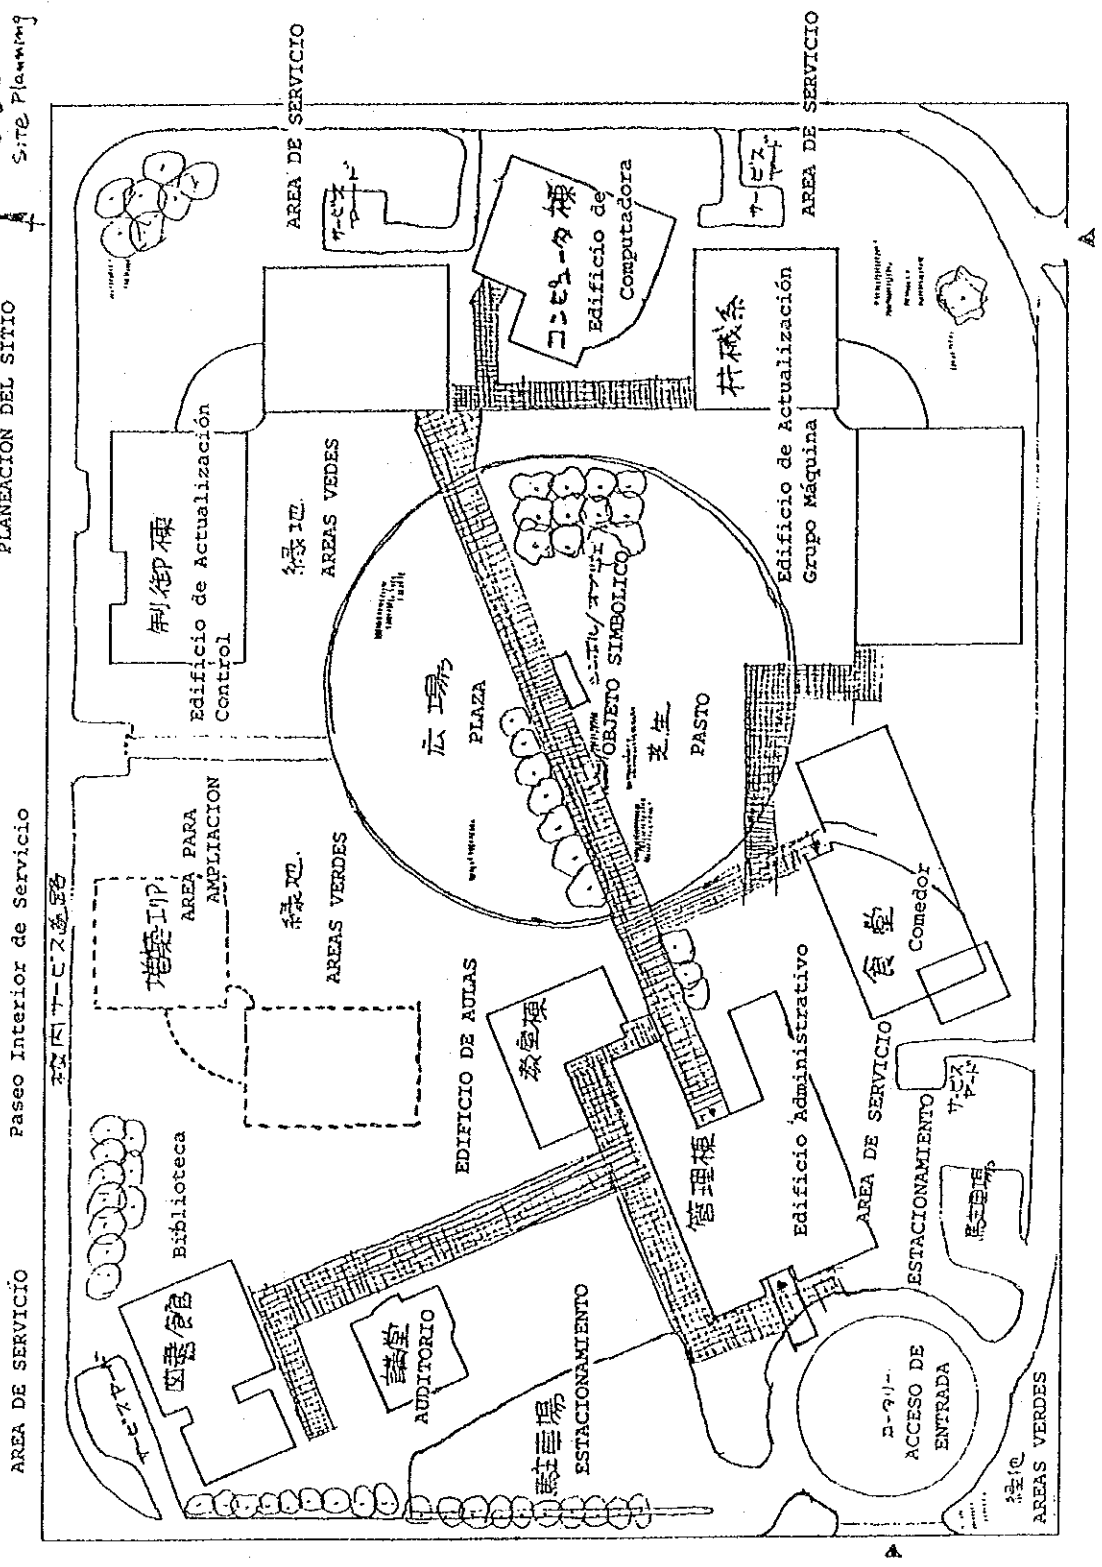 Site Planning
PLANEACION DEL SITIO
AREA DE SERVICIO
Paseo Interior de Servicio
校内サービス道路
サービスヤード
図書館
Biblioteca
増築エリア
AREA PARA
AMPLIACION
制御棟
Edificio de Actualización
Control
AREA DE SERVICIO
サービスヤード
講堂
AUDITORIO
緑地
AREAS VERDES
緑地
AREAS VEDES
駐車場
ESTACIONAMIENTO
EDIFICIO DE AULAS
教室棟
広場
PLAZA
OBJETO SIMBOLICO
芝生
PASTO
コンピュータ棟
Edificio de
Computadora
管理棟
Edificio Administrativo
Edificio de Actualización
Grupo Máquina
サービスヤード
AREA DE SERVICIO
ロータリー
ACCESO DE
ENTRADA
AREA DE SERVICIO
食堂
Comedor
ESTACIONAMIENTO
駐車場
サービスヤード
緑地
AREAS VERDES